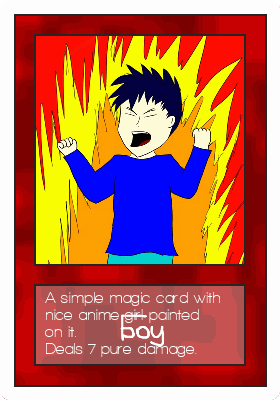 A simple magic card with
nice anime girl painted
on it. Boy
Deals 7 pure damage.